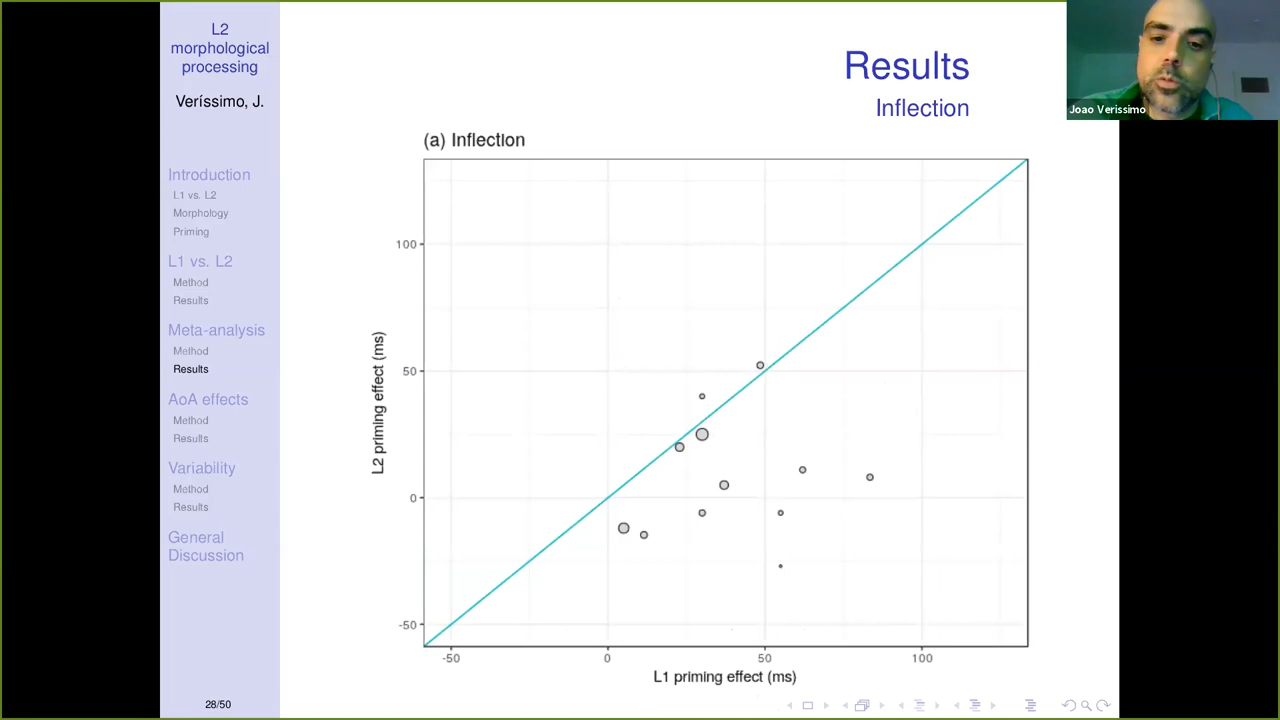 L2
morphological
processing
Veríssimo, J.
Introduction
L1 vs. L2
Morphology
Priming
L1 vs. L2
Method
Results
Meta-analysis
Method
Results
AoA effects
Method
Results
Variability
Method
Results
General
Discussion
28/50
Results
Inflection
(a) Inflection
L2 priming effect (ms)
100
50
0
-50
-50
0
50
100
L1 priming effect (ms)
Joao Verissimo